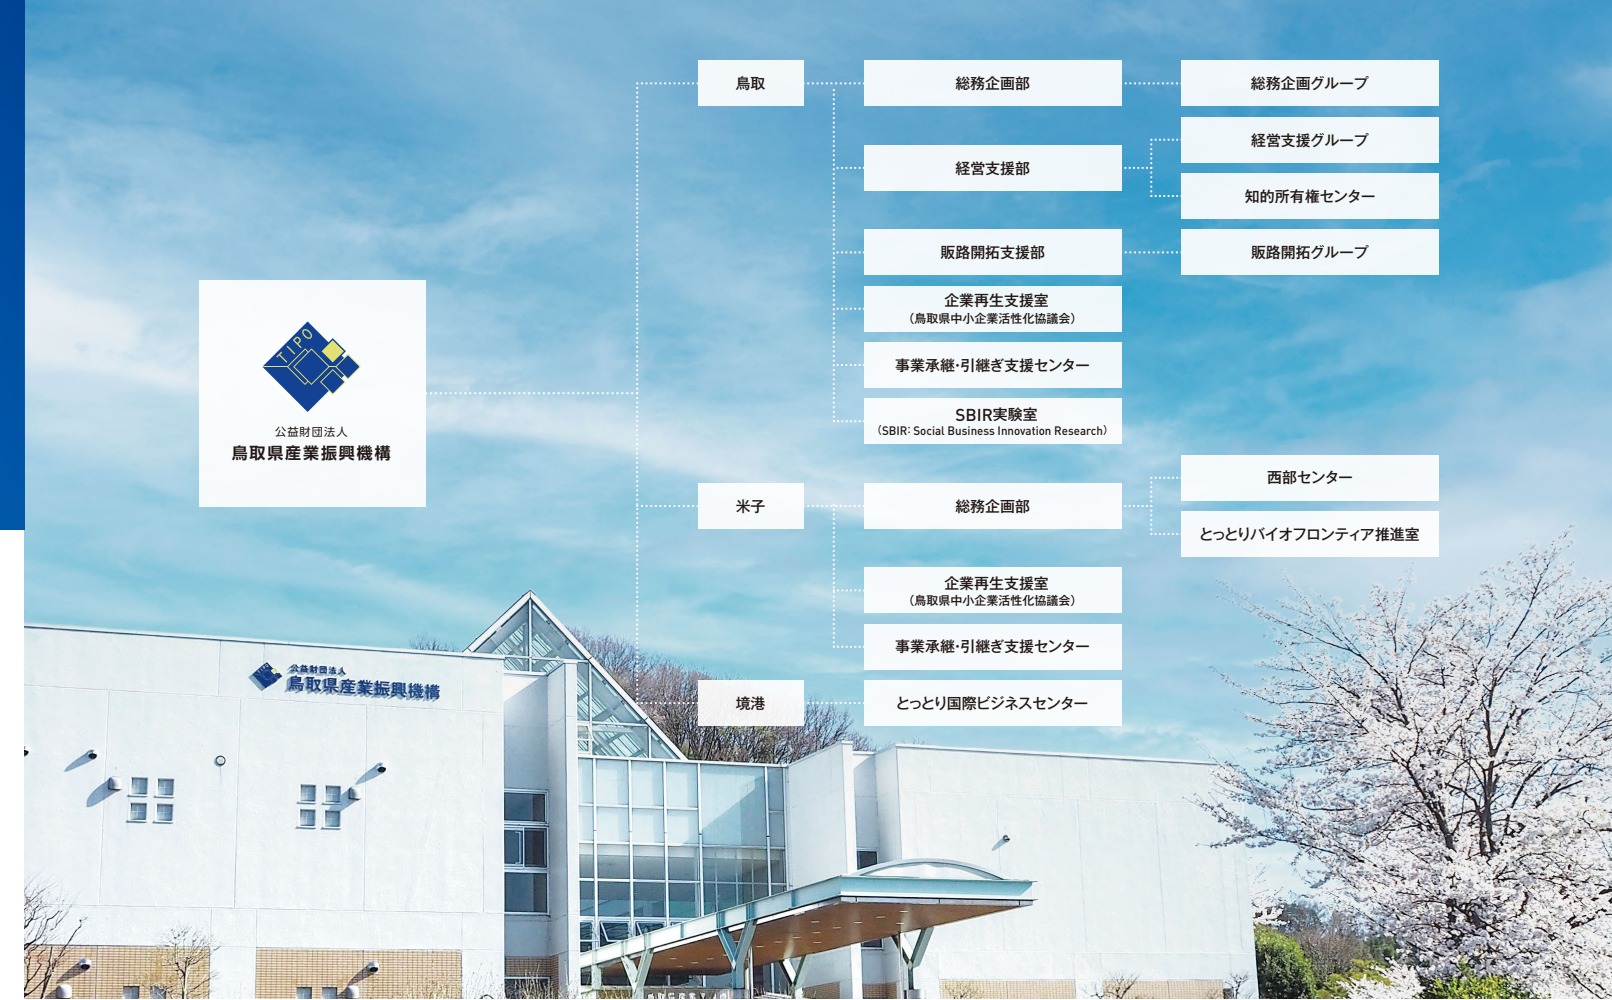 TIPO
公益財団法人
鳥取県産業振興機構
鳥取
総務企画部
総務企画グループ
経営支援部
経営支援グループ
知的所有権センター
販路開拓支援部
販路開拓グループ
企業再生支援室
（鳥取県中小企業活性化協議会）
事業承継・引継ぎ支援センター
SBIR実験室
（SBIR: Social Business Innovation Research）
米子
総務企画部
西部センター
とっとりバイオフロンティア推進室
企業再生支援室
（鳥取県中小企業活性化協議会）
事業承継・引継ぎ支援センター
境港
とっとり国際ビジネスセンター
公益財団法人
鳥取県産業振興機構